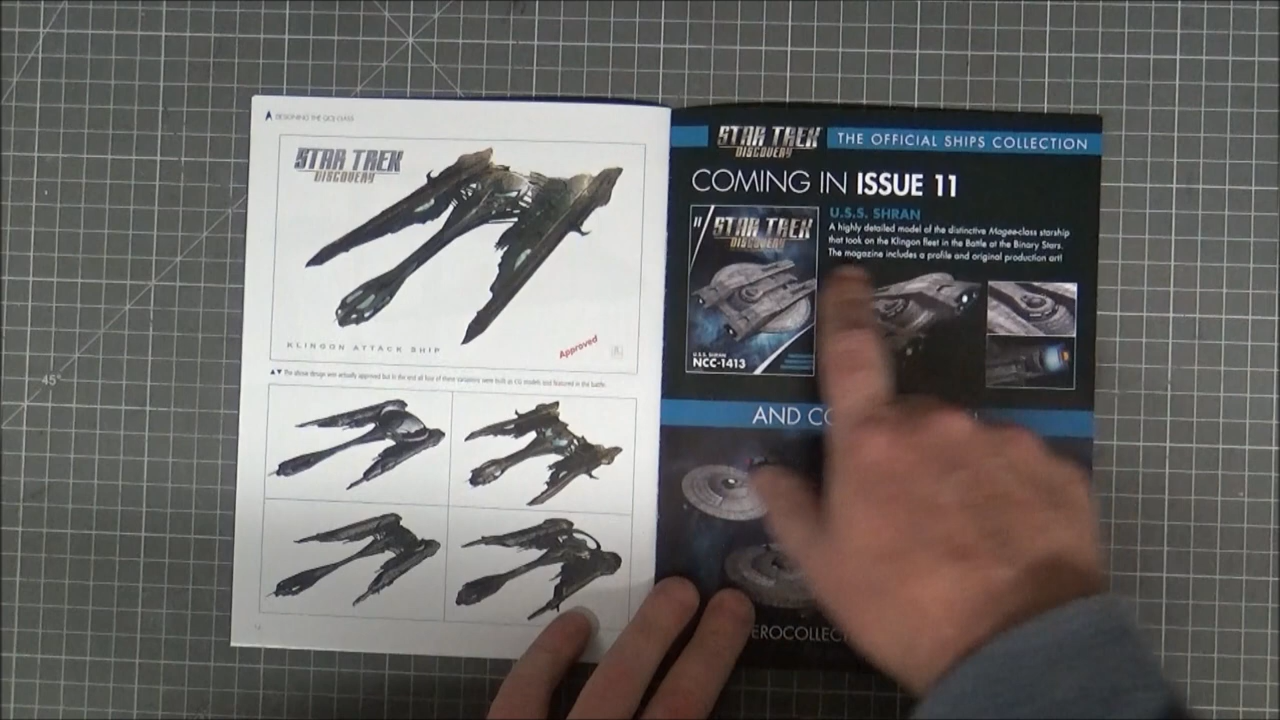 DESIGNING THE QOJ CLASS
STAR TREK
DISCOVERY
KLINGON ATTACK SHIP
Approved
▲▼ The above design was actually approved but in the end all four of these variations were built as CG models and featured in the battle.
STAR TREK
DISCOVERY
THE OFFICIAL SHIPS COLLECTION
COMING IN ISSUE 11
11
STAR TREK
DISCOVERY
U.S.S. SHRAN
NCC-1413
U.S.S. SHRAN
A highly detailed model of the distinctive Magee-class starship
that took on the Klingon fleet in the Battle at the Binary Stars.
The magazine includes a profile and original production art!
AND CO
EROCOLLEC
45°